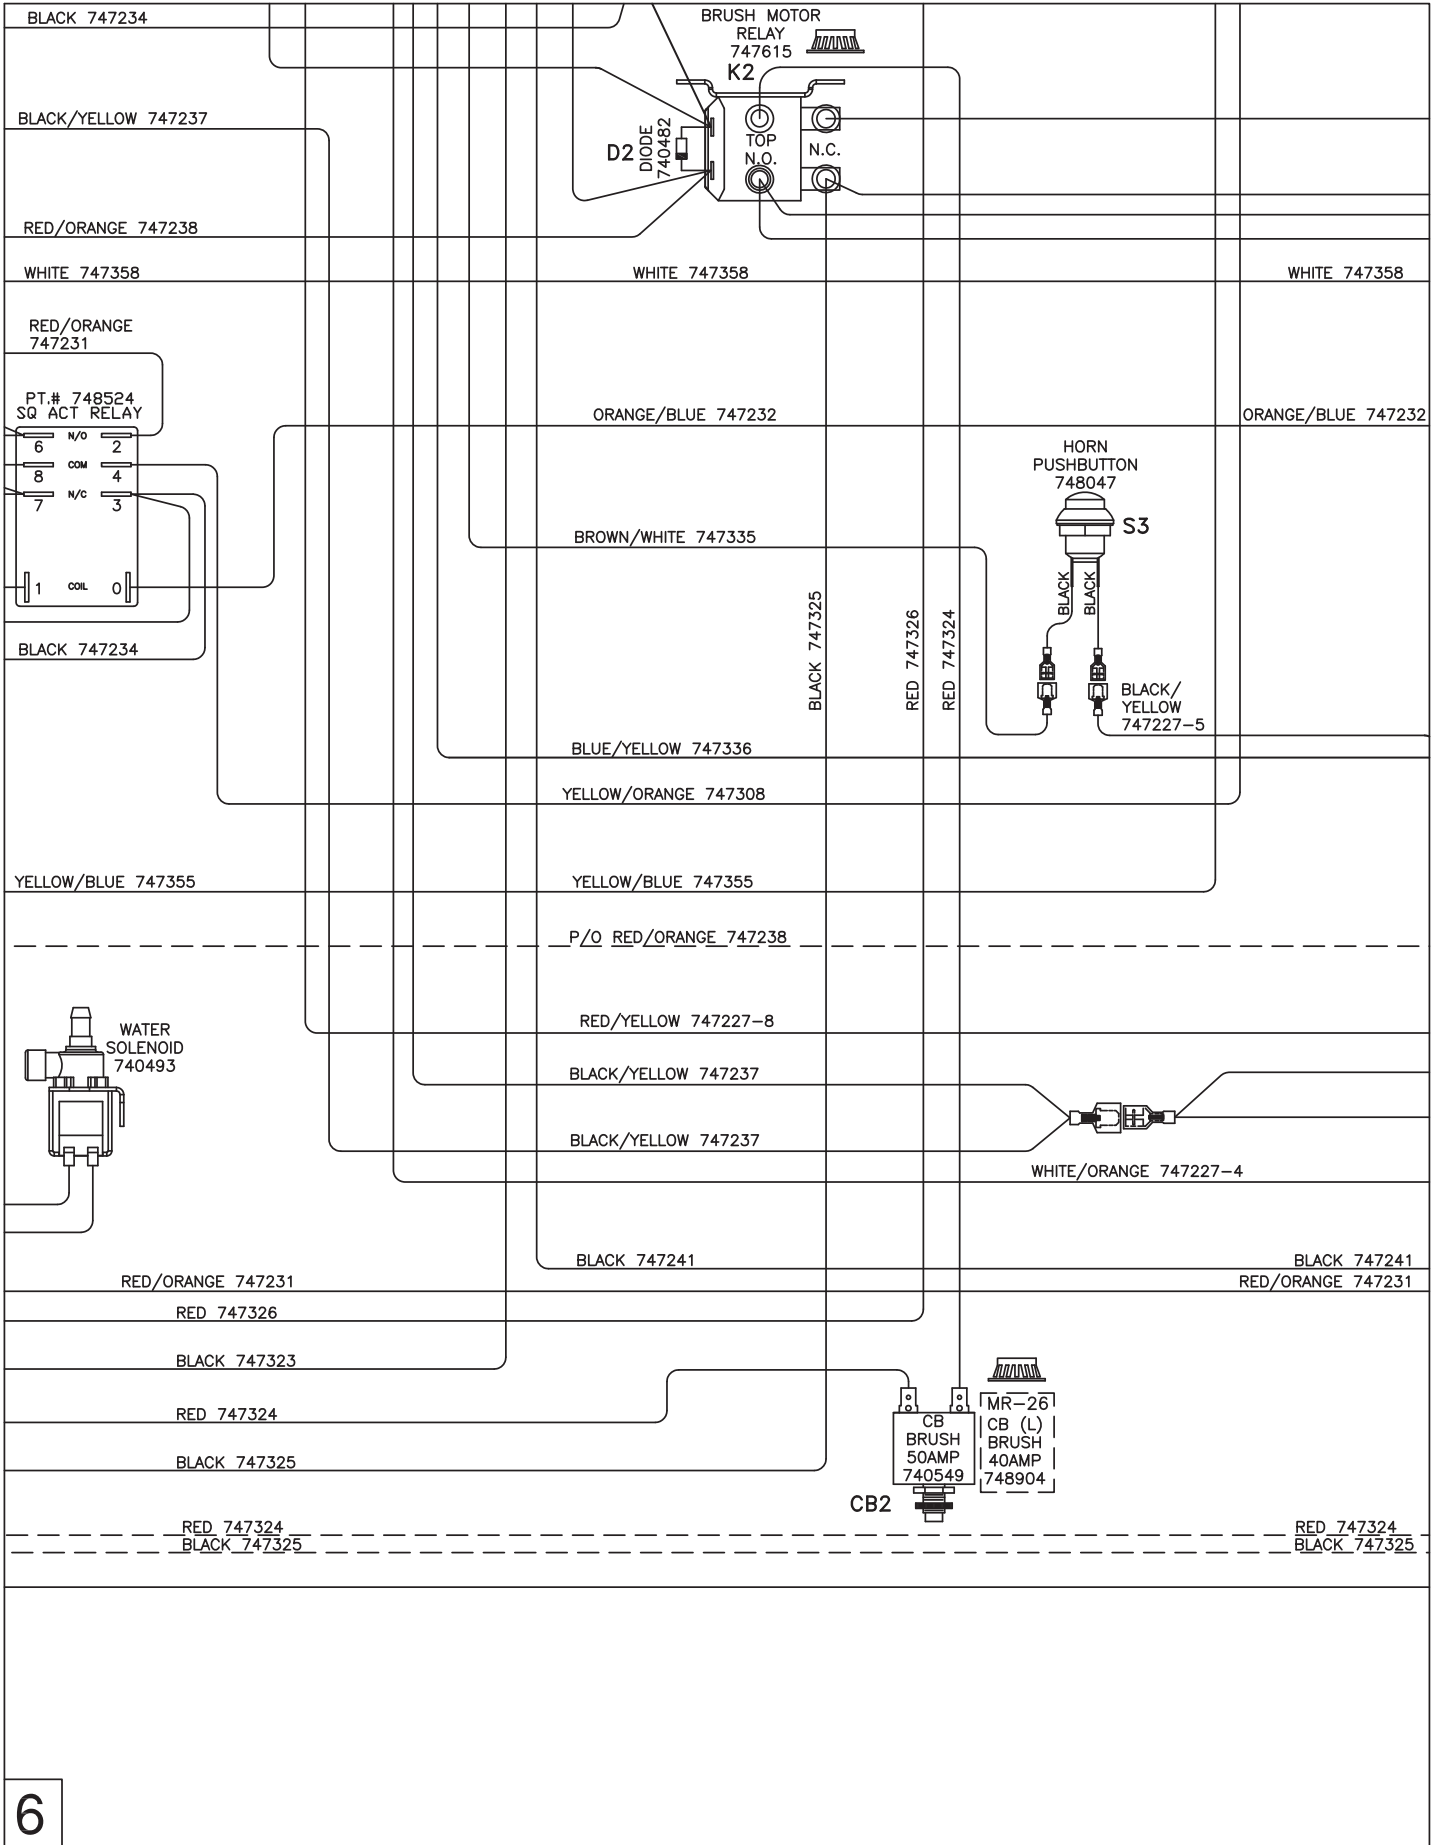 BLACK 747234
BRUSH MOTOR
RELAY
747615
K2
BLACK/YELLOW 747237
D2
DIODE
740482
TOP
N.O.
N.C.
RED/ORANGE 747238
WHITE 747358
WHITE 747358
WHITE 747358
RED/ORANGE
747231
PT.# 748524
SQ ACT RELAY
6 N/O 2
8 COM 4
7 N/C 3
1 COIL 0
ORANGE/BLUE 747232
ORANGE/BLUE 747232
HORN
PUSHBUTTON
748047
S3
BROWN/WHITE 747335
BLACK
BLACK
BLACK 747325
RED 747326
RED 747324
BLACK 747234
BLACK/
YELLOW
747227-5
BLUE/YELLOW 747336
YELLOW/ORANGE 747308
YELLOW/BLUE 747355
YELLOW/BLUE 747355
P/O RED/ORANGE 747238
WATER
SOLENOID
740493
RED/YELLOW 747227-8
BLACK/YELLOW 747237
BLACK/YELLOW 747237
WHITE/ORANGE 747227-4
BLACK 747241
BLACK 747241
RED/ORANGE 747231
RED/ORANGE 747231
RED 747326
BLACK 747323
RED 747324
BLACK 747325
CB
BRUSH
50AMP
740549
CB2
MR-26
CB (L)
BRUSH
40AMP
748904
RED 747324
BLACK 747325
RED 747324
BLACK 747325
6